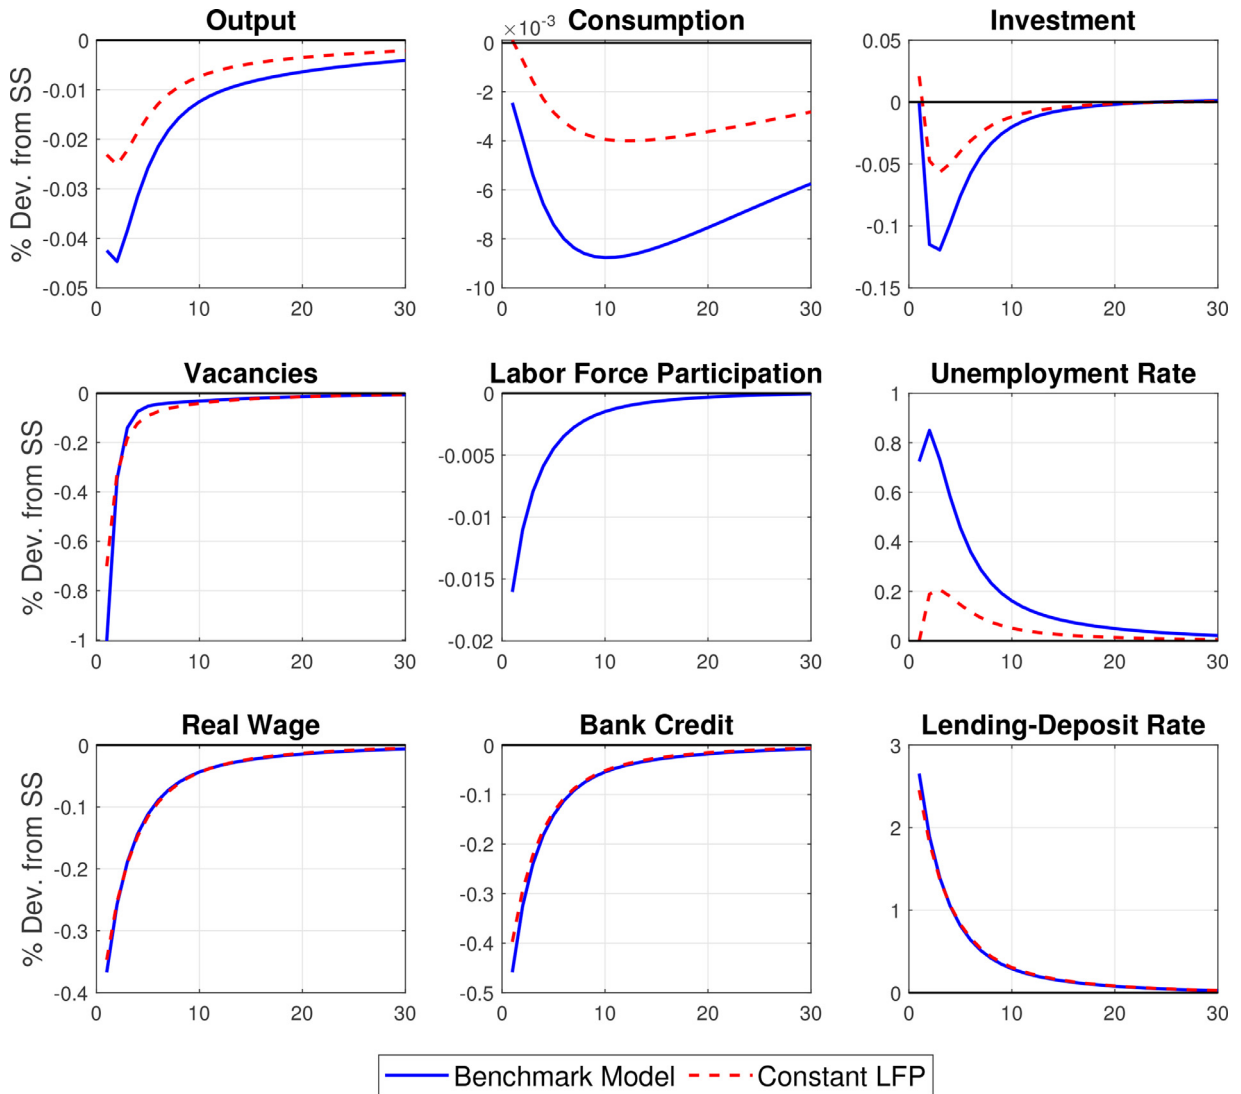 Output
Consumption
Investment
×10⁻³
% Dev. from SS
0
-0.01
-0.02
-0.03
-0.04
-0.05
0 10 20 30
0
-2
-4
-6
-8
-10
0 10 20 30
0.05
0
-0.05
-0.1
-0.15
0 10 20 30
Vacancies
Labor Force Participation
Unemployment Rate
% Dev. from SS
0
-0.2
-0.4
-0.6
-0.8
-1
0 10 20 30
0
-0.005
-0.01
-0.015
-0.02
0 10 20 30
1
0.8
0.6
0.4
0.2
0
0 10 20 30
Real Wage
Bank Credit
Lending-Deposit Rate
% Dev. from SS
0
-0.1
-0.2
-0.3
-0.4
0 10 20 30
0
-0.1
-0.2
-0.3
-0.4
-0.5
0 10 20 30
3
2
1
0
0 10 20 30
Benchmark Model Constant LFP